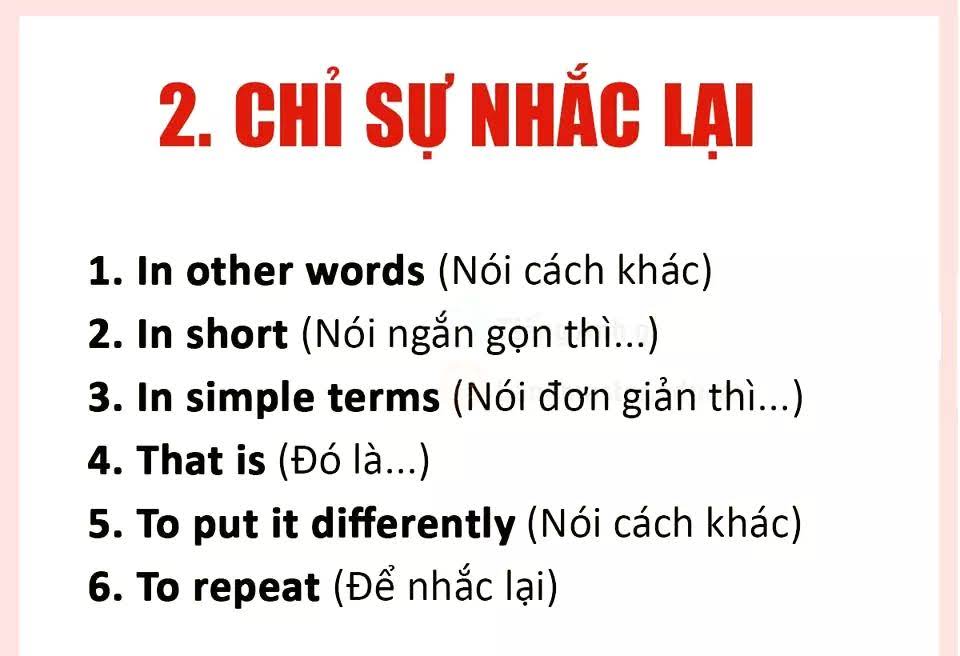 2. CHỈ SỰ NHẮC LẠI
1. In other words (Nói cách khác)
2. In short (Nói ngắn gọn thì...)
3. In simple terms (Nói đơn giản thì...)
4. That is (Đó là...)
5. To put it differently (Nói cách khác)
6. To repeat (Để nhắc lại)